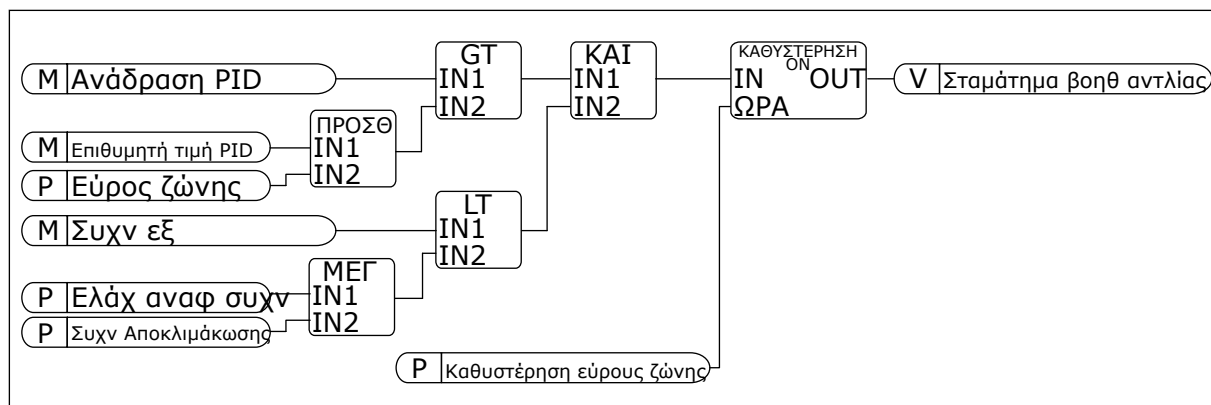 GT
IN1
IN2
ΚΑΙ
IN1
IN2
ΚΑΘΥΣΤΕΡΗΣΗ
ON
IN OUT
ΩΡΑ
M Ανάδραση PID
V Σταμάτημα βοηθ αντλίας
ΠΡΟΣΘ
IN1
IN2
M Επιθυμητή τιμή PID
P Εύρος ζώνης
M Συχν εξ
LT
IN1
IN2
ΜΕΓ
IN1
IN2
P Ελάχ αναφ συχν
P Συχν Αποκλιμάκωσης
P Καθυστέρηση εύρους ζώνης